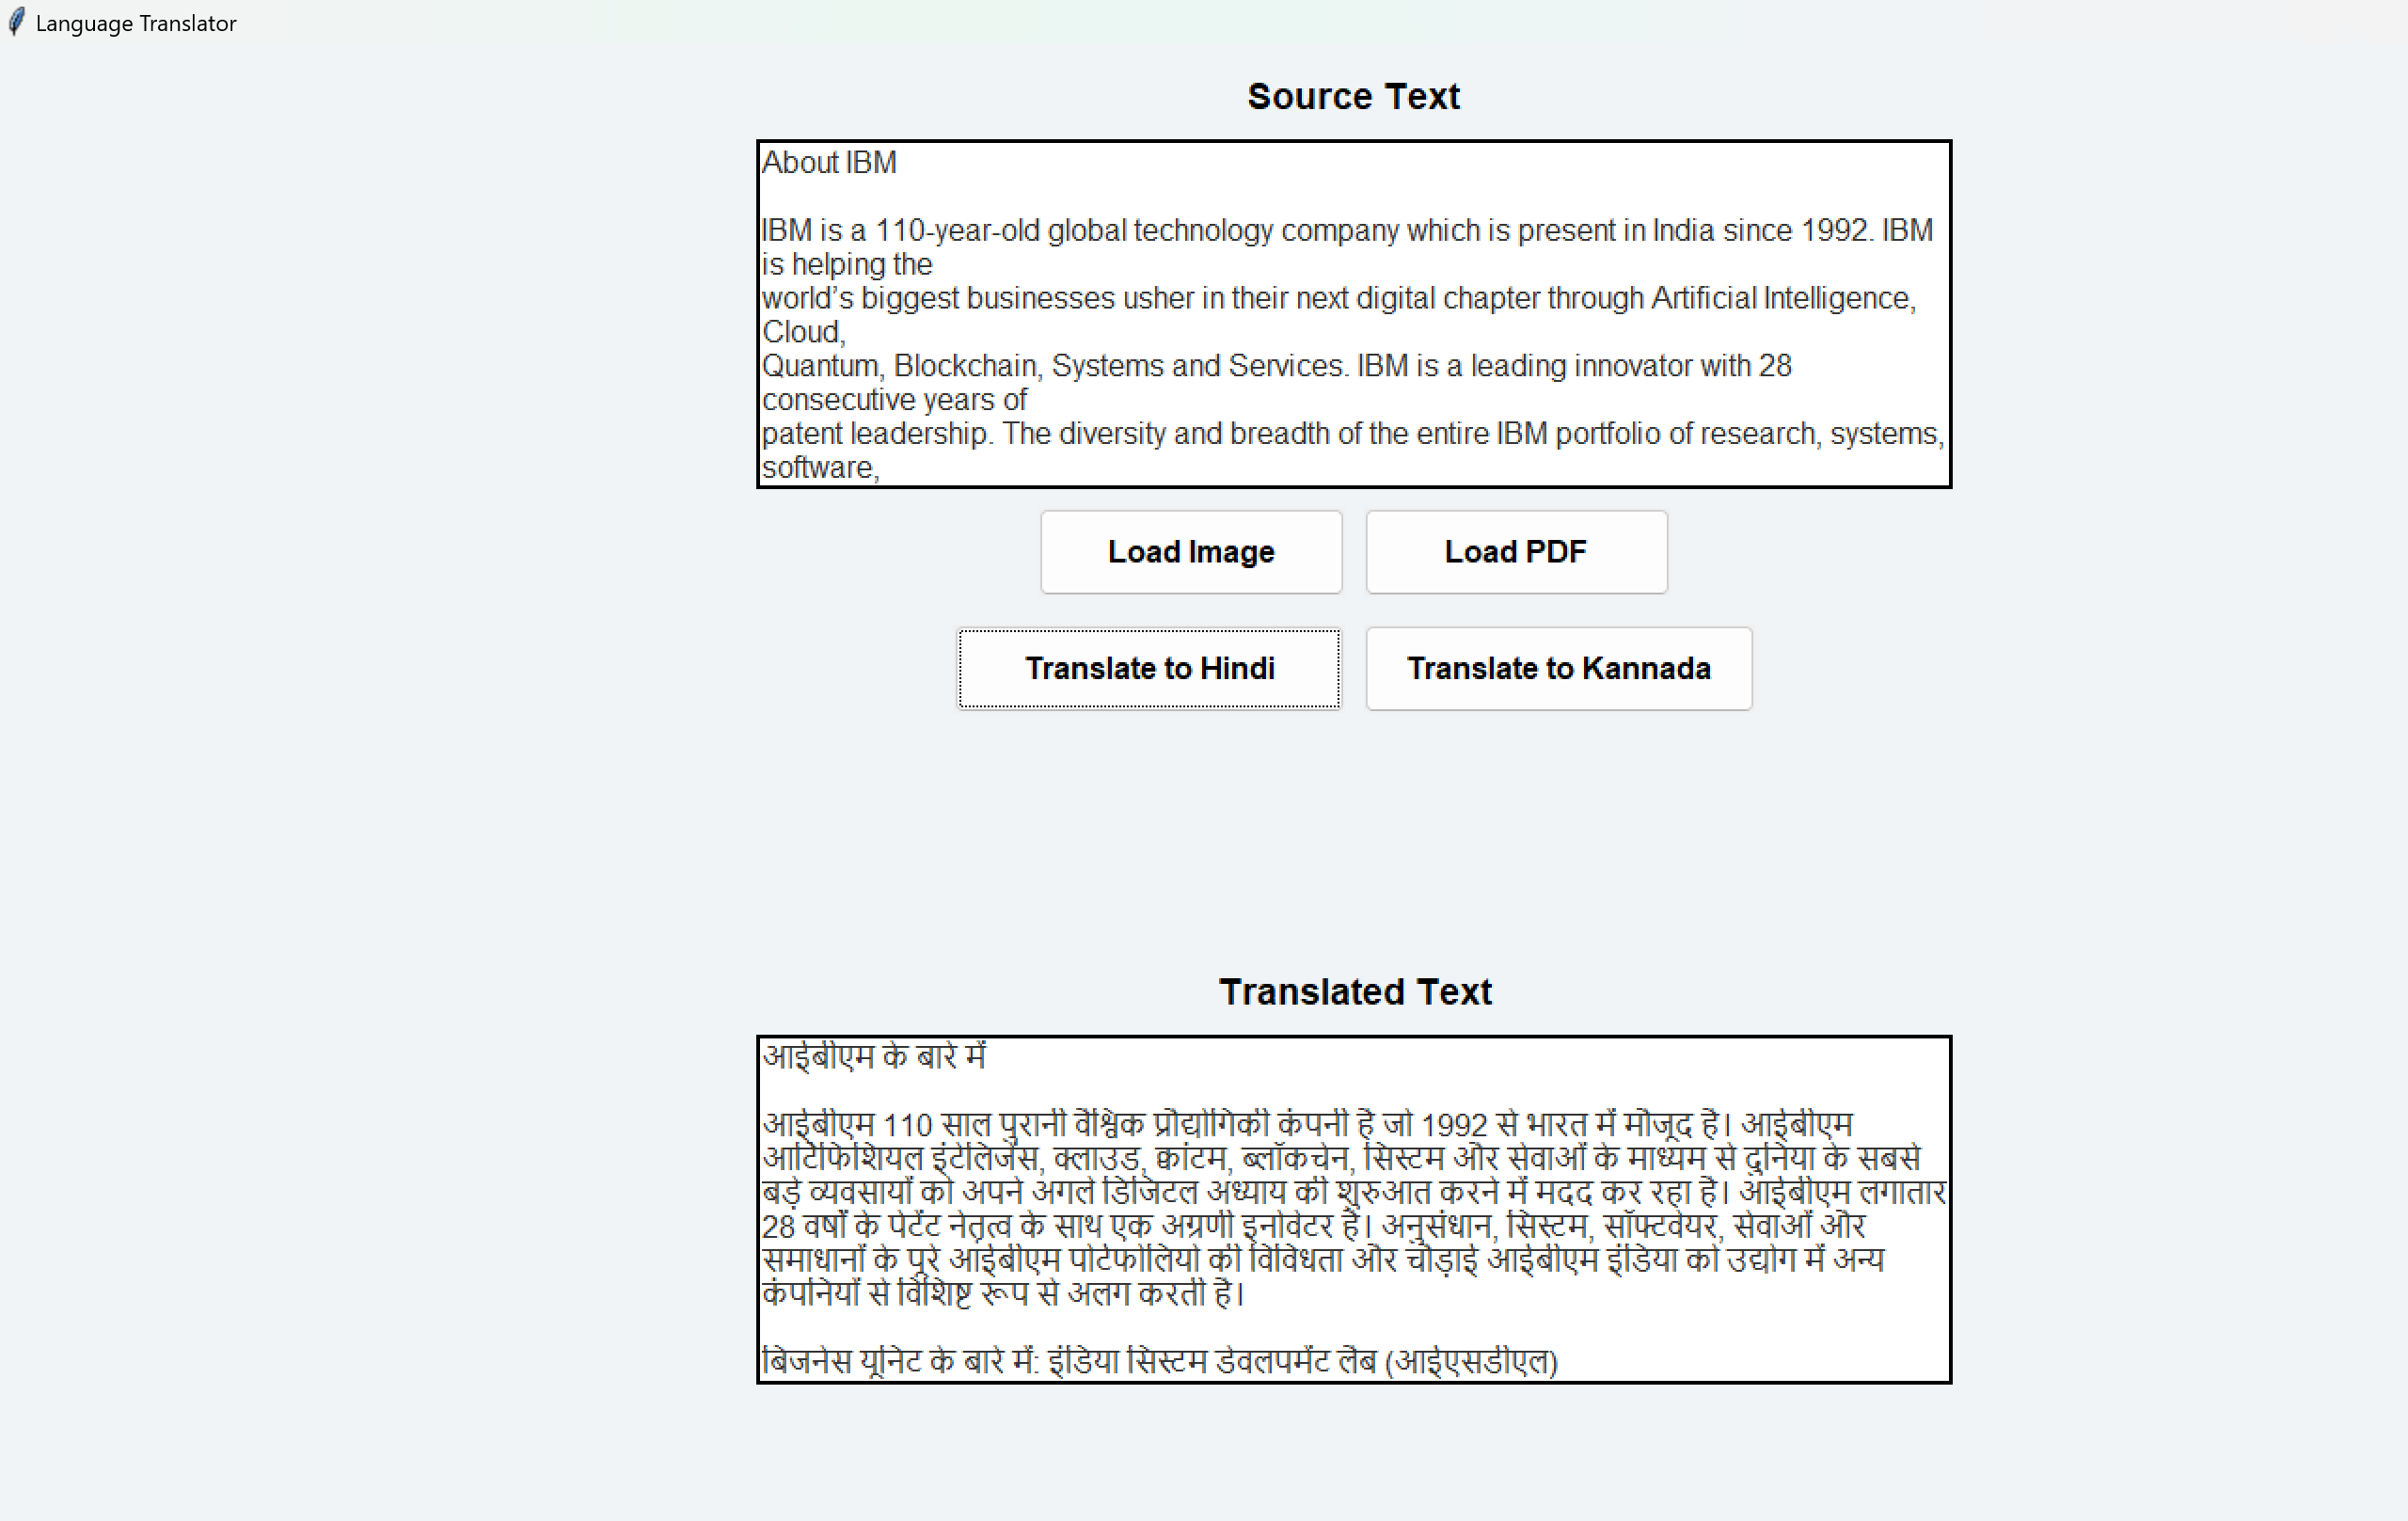 Language Translator
Source Text
About IBM
IBM is a 110-year-old global technology company which is present in India since 1992. IBM
is helping the
world’s biggest businesses usher in their next digital chapter through Artificial Intelligence,
Cloud,
Quantum, Blockchain, Systems and Services. IBM is a leading innovator with 28
consecutive years of
patent leadership. The diversity and breadth of the entire IBM portfolio of research, systems,
software,
Load Image Load PDF
Translate to Hindi Translate to Kannada
Translated Text
आईबीएम के बारे में
आईबीएम 110 साल पुरानी वैश्विक प्रौद्योगिकी कंपनी है जो 1992 से भारत में मौजूद है। आईबीएम
आर्टिफिशियल इंटेलिजेंस, क्लाउड, क्वांटम, ब्लॉकचेन, सिस्टम और सेवाओं के माध्यम से दुनिया के सबसे
बड़े व्यवसायों को अपने अगले डिजिटल अध्याय की शुरुआत करने में मदद कर रहा है। आईबीएम लगातार
28 वर्षों के पेटेंट नेतृत्व के साथ एक अग्रणी इनोवेटर है। अनुसंधान, सिस्टम, सॉफ्टवेयर, सेवाओं और
समाधानों के पूरे आईबीएम पोर्टफोलियो की विविधता और चौड़ाई आईबीएम इंडिया को उद्योग में अन्य
कंपनियों से विशिष्ट रूप से अलग करती है।
बिजनेस यूनिट के बारे में: इंडिया सिस्टम डेवलपमेंट लैब (आईएसडीएल)